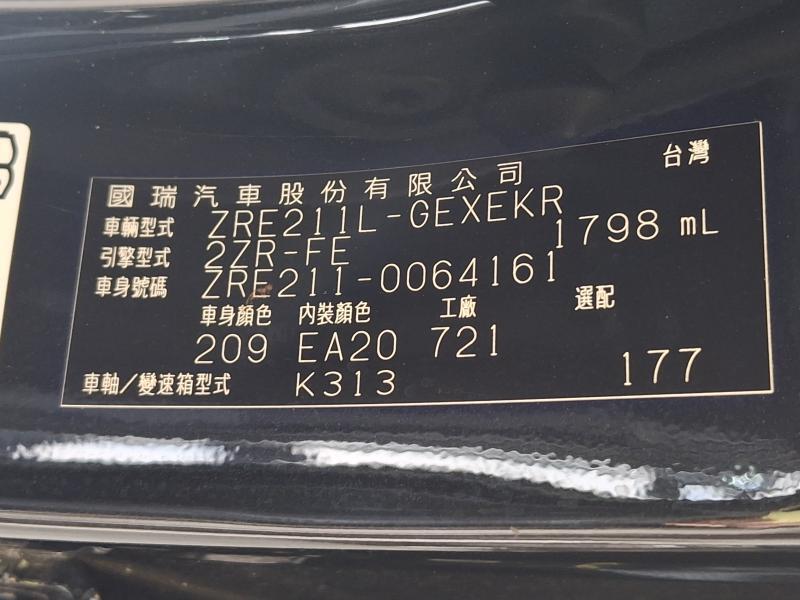 台灣
國瑞汽車股份有限公司
車輛型式 ZRE211L-GEXEKR
引擎型式 2ZR-FE 1798 mL
車身號碼 ZRE211-0064161
車身顏色 內裝顏色 工廠 選配
209 EA20 721
車軸/變速箱型式 K313 177